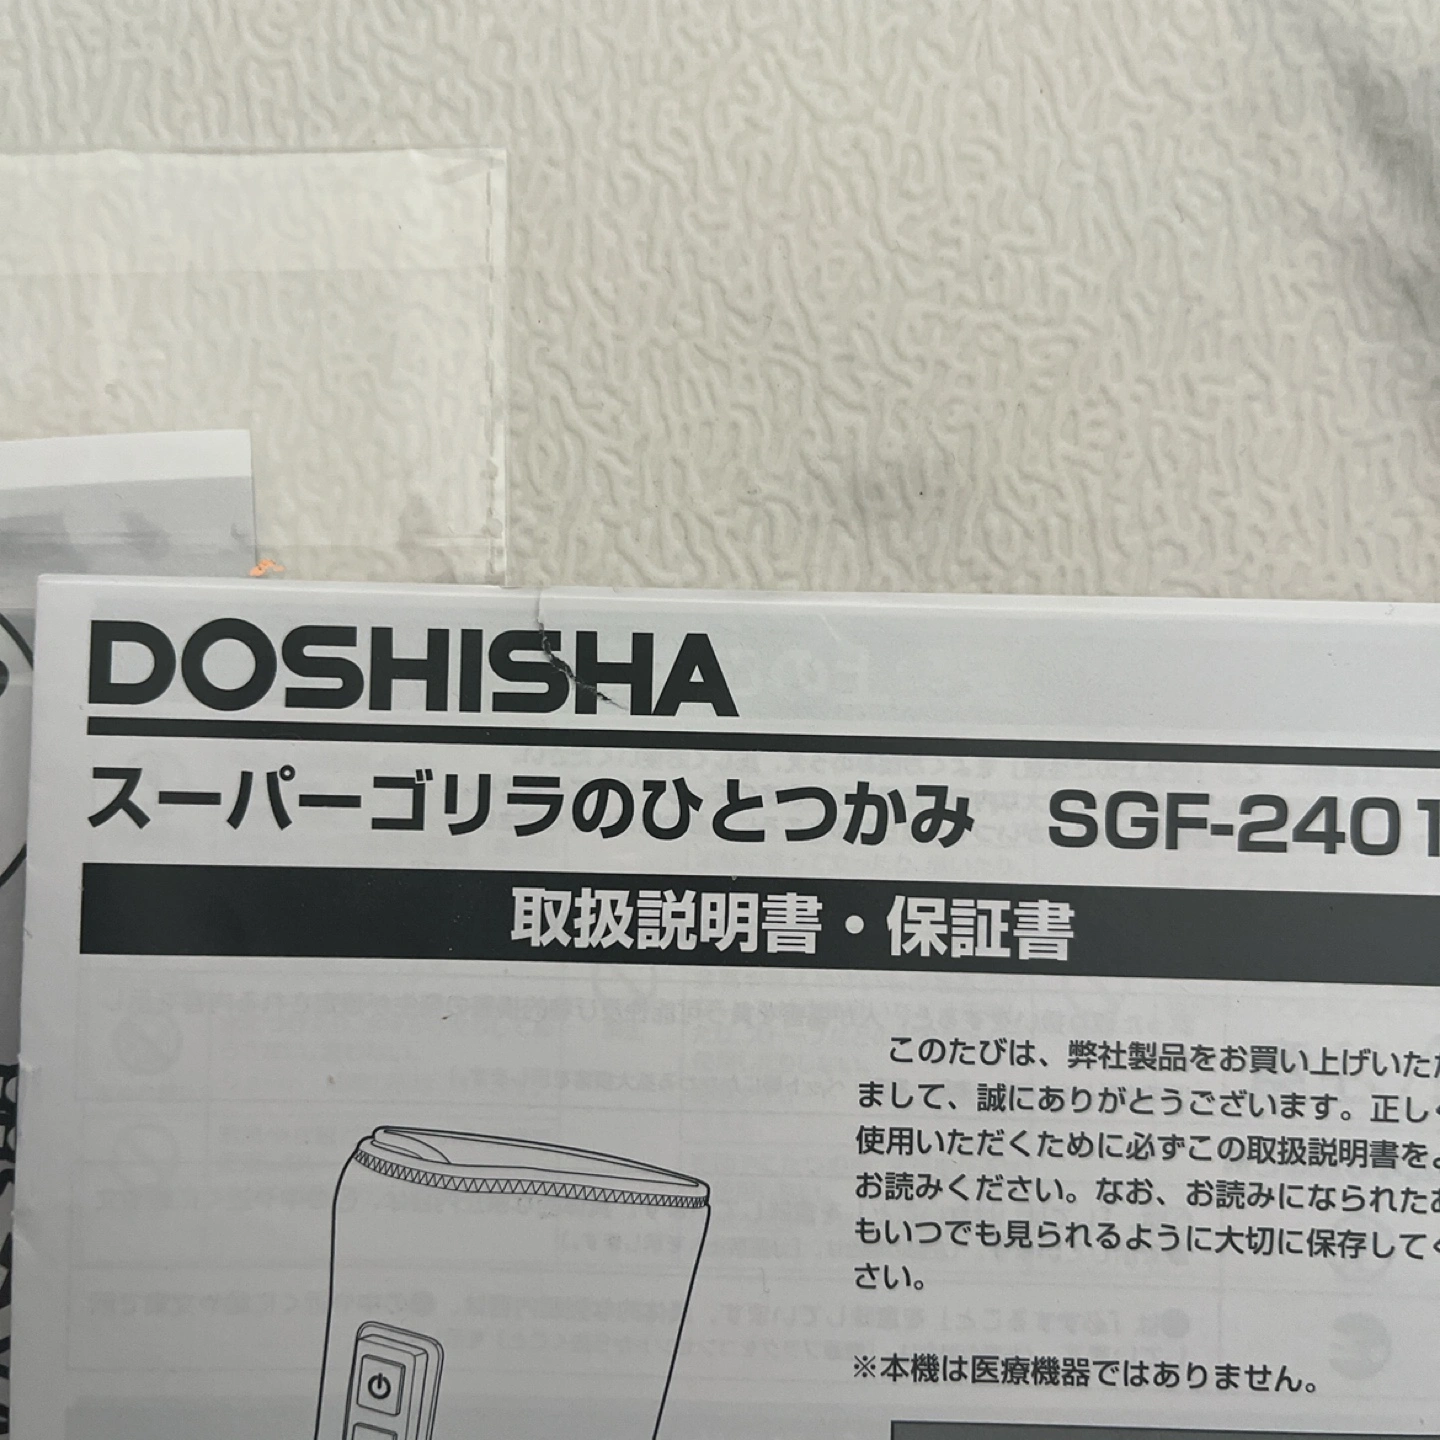 DOSHISHA
スーパーゴリラのひとつかみ SGF-2401
取扱説明書・保証書
このたびは、弊社製品をお買い上げいた
まして、誠にありがとうございます。正し
使用いただくために必ずこの取扱説明書を
お読みください。なお、お読みになられた
もいつでも見られるように大切に保存して
さい。
※本機は医療機器ではありません。